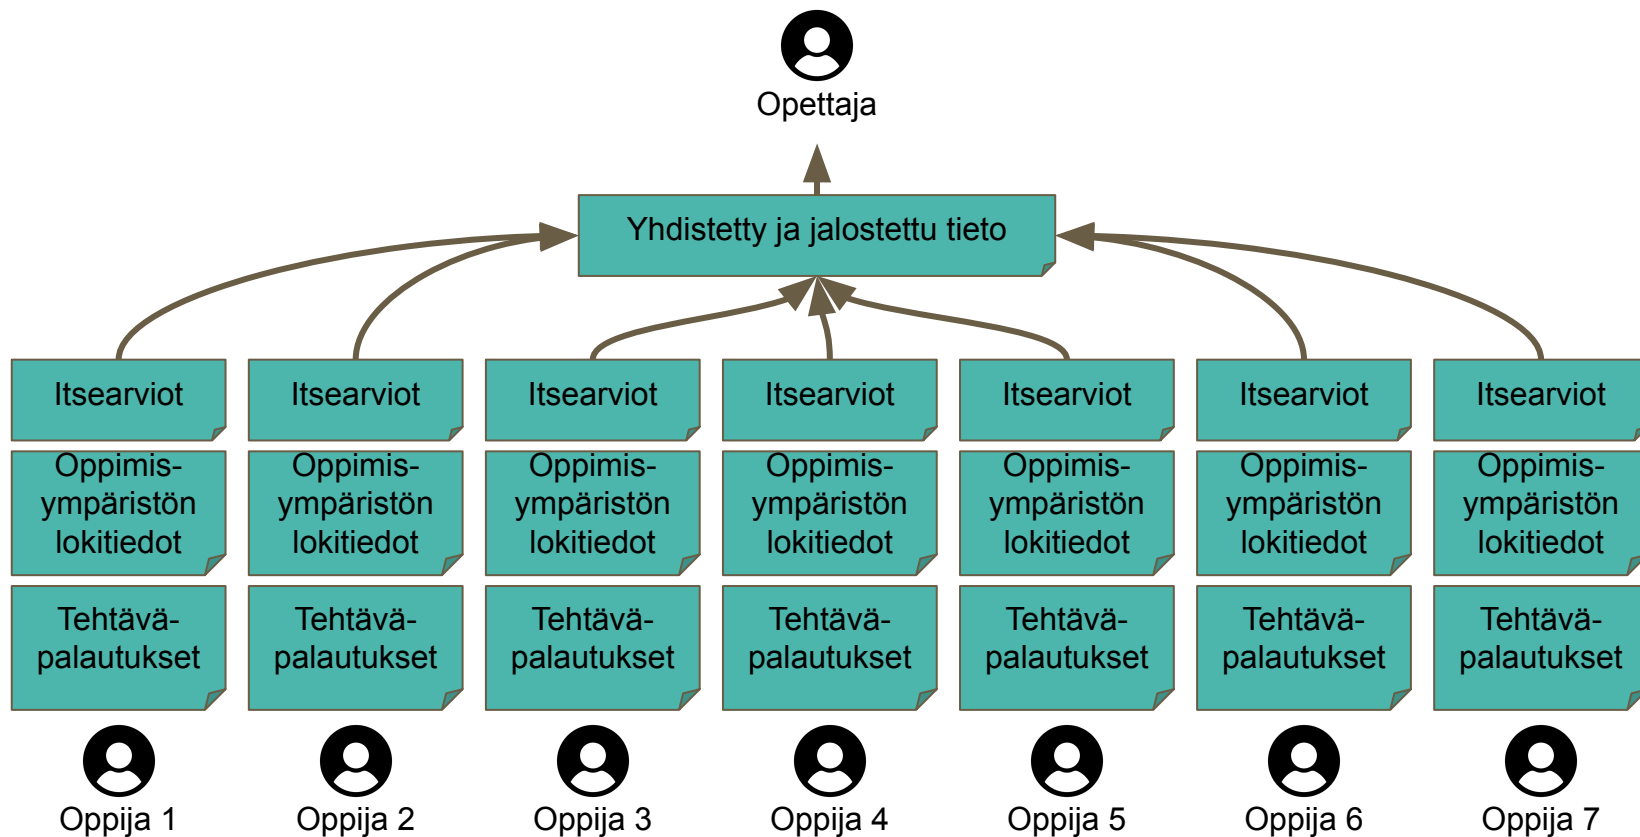 Opettaja
Yhdistetty ja jalostettu tieto
Itsearviot
Itsearviot
Itsearviot
Itsearviot
Itsearviot
Itsearviot
Itsearviot
Oppimis-
ympäristön
lokitiedot
Oppimis-
ympäristön
lokitiedot
Oppimis-
ympäristön
lokitiedot
Oppimis-
ympäristön
lokitiedot
Oppimis-
ympäristön
lokitiedot
Oppimis-
ympäristön
lokitiedot
Oppimis-
ympäristön
lokitiedot
Tehtävä-
palautukset
Tehtävä-
palautukset
Tehtävä-
palautukset
Tehtävä-
palautukset
Tehtävä-
palautukset
Tehtävä-
palautukset
Tehtävä-
palautukset
Oppija 1
Oppija 2
Oppija 3
Oppija 4
Oppija 5
Oppija 6
Oppija 7